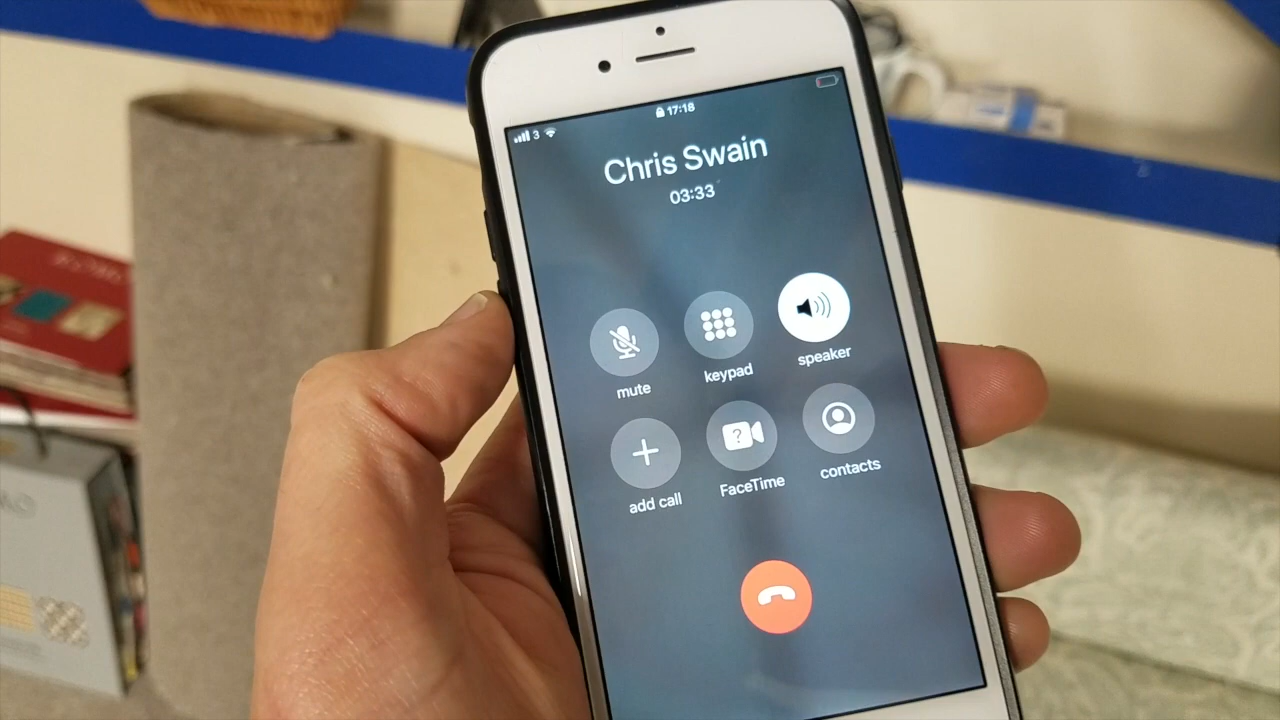 3 17:18
Chris Swain
03:33
mute keypad speaker
?
add call FaceTime contacts